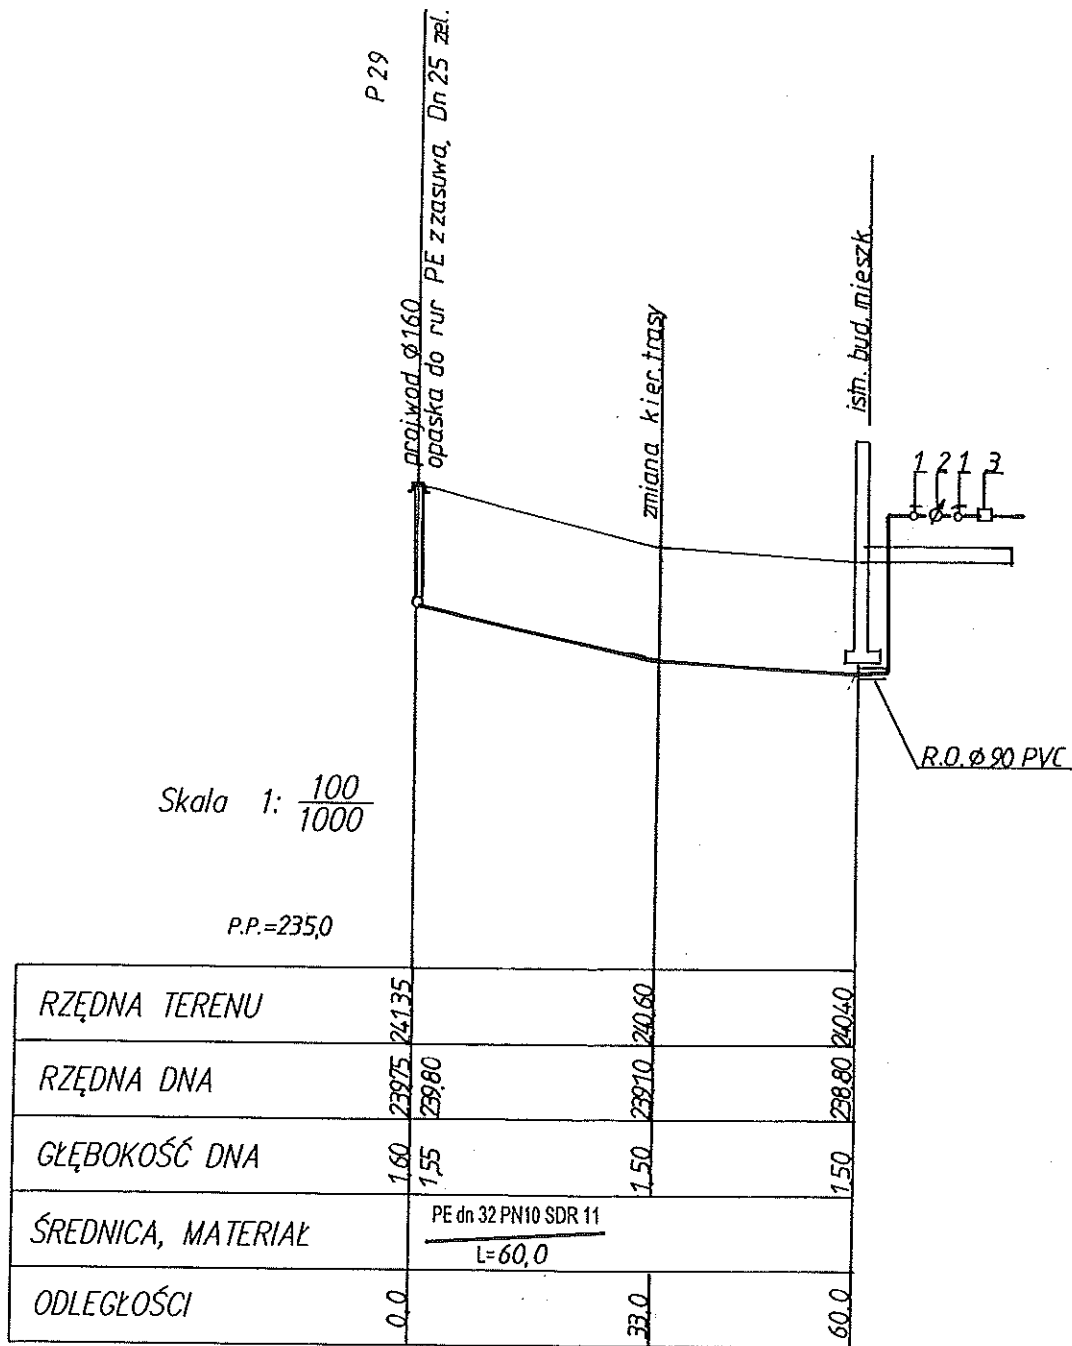 P 29
projwod ø160
opaska do rur PE z zasuwa, Dn 25 żel.
zmiana kier. trasy
istn. bud. mieszk.
1 2 1 3
R.O. ø 90 PVC
Skala 1: 100
1000
P.P.=235,0
RZĘDNA TERENU 241.35 240.60 240.40
RZĘDNA DNA 239.75 239.80 239.10 238.80
GŁĘBOKOŚĆ DNA 1.60 1,55 1.50 1.50
ŚREDNICA, MATERIAŁ PE dn 32 PN10 SDR 11
L=60,0
ODLEGŁOŚCI 0.0 33.0 60.0